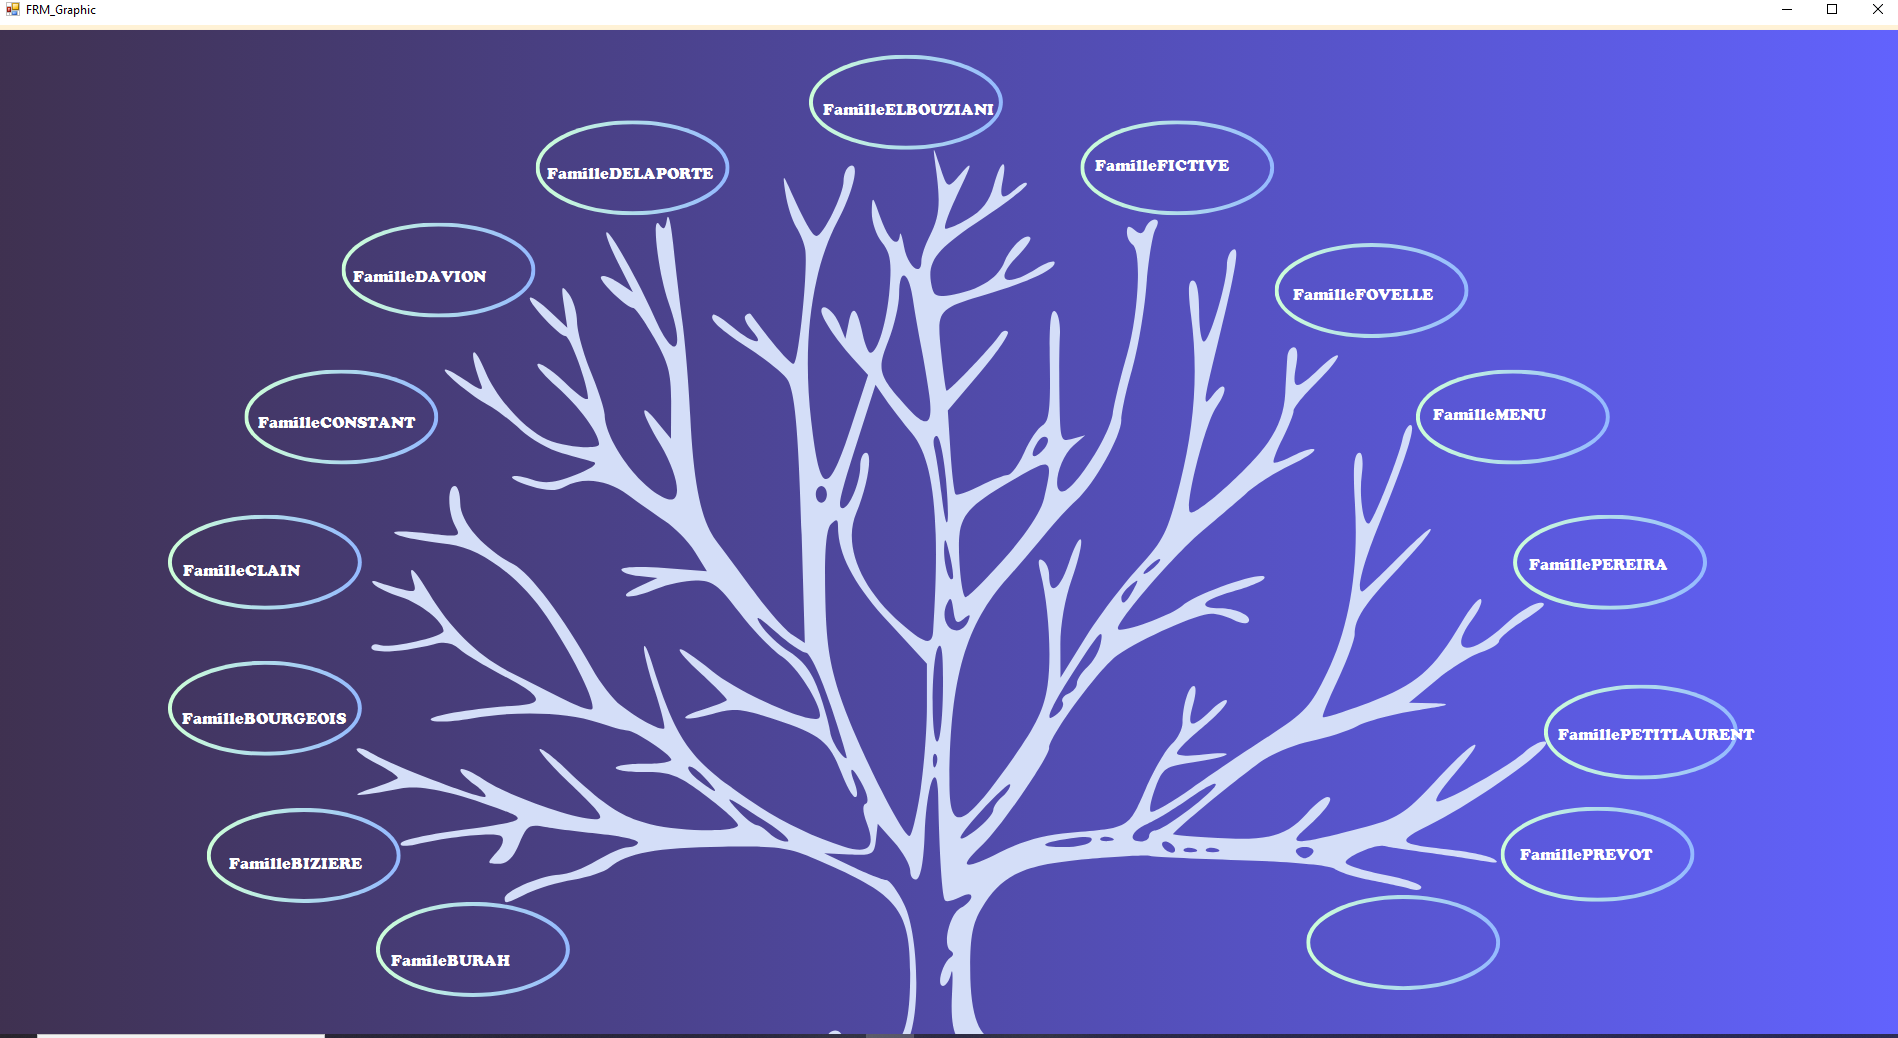 FRM_Graphic
FamilleELBOUZIANI
FamilleDELAPORTE
FamilleFICTIVE
FamilleDAVION
FamilleFOVELLE
FamilleCONSTANT
FamilleMENU
FamilleCLAIN
FamillePEREIRA
FamilleBOURGEOIS
FamillePETITLAURENT
FamilleBIZIERE
FamillePREVOT
FamileBURAH